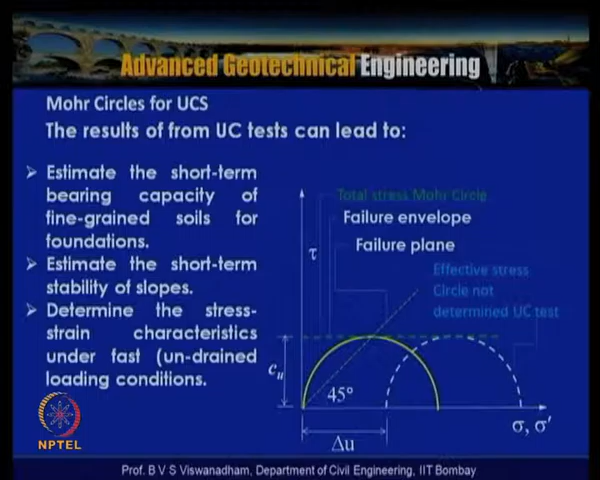 Advanced Geotechnical Engineering
Mohr Circles for UCS
The results of from UC tests can lead to:
➢ Estimate the short-term
bearing capacity of
fine-grained soils for
foundations.
➢ Estimate the short-term
stability of slopes.
➢ Determine the stress-
strain characteristics
under fast (un-drained
loading conditions.
Total stress Mohr Circle
Failure envelope
Failure plane
Effective stress
Circle not
determined UC test
τ
cu
45°
σ, σ'
Δu
NPTEL
Prof. B V S Viswanadham, Department of Civil Engineering, IIT Bombay